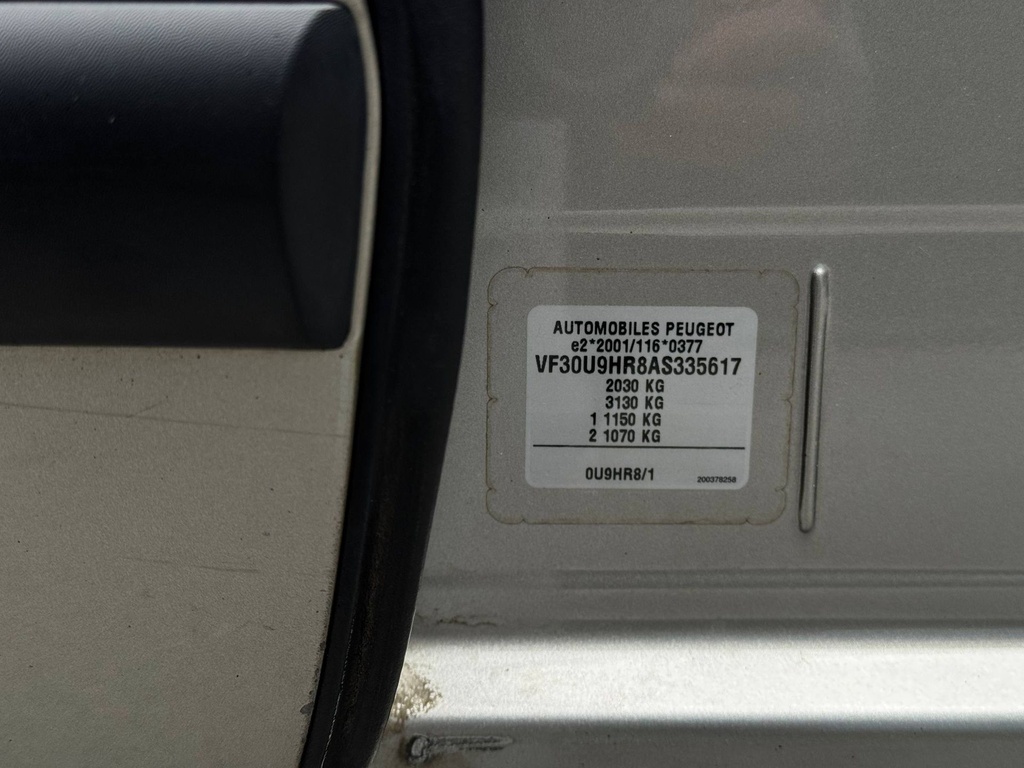 AUTOMOBILES PEUGEOT
e2*2001/116*0377
VF30U9HR8AS335617
2030 KG
3130 KG
1 1150 KG
2 1070 KG
0U9HR8/1
200378258